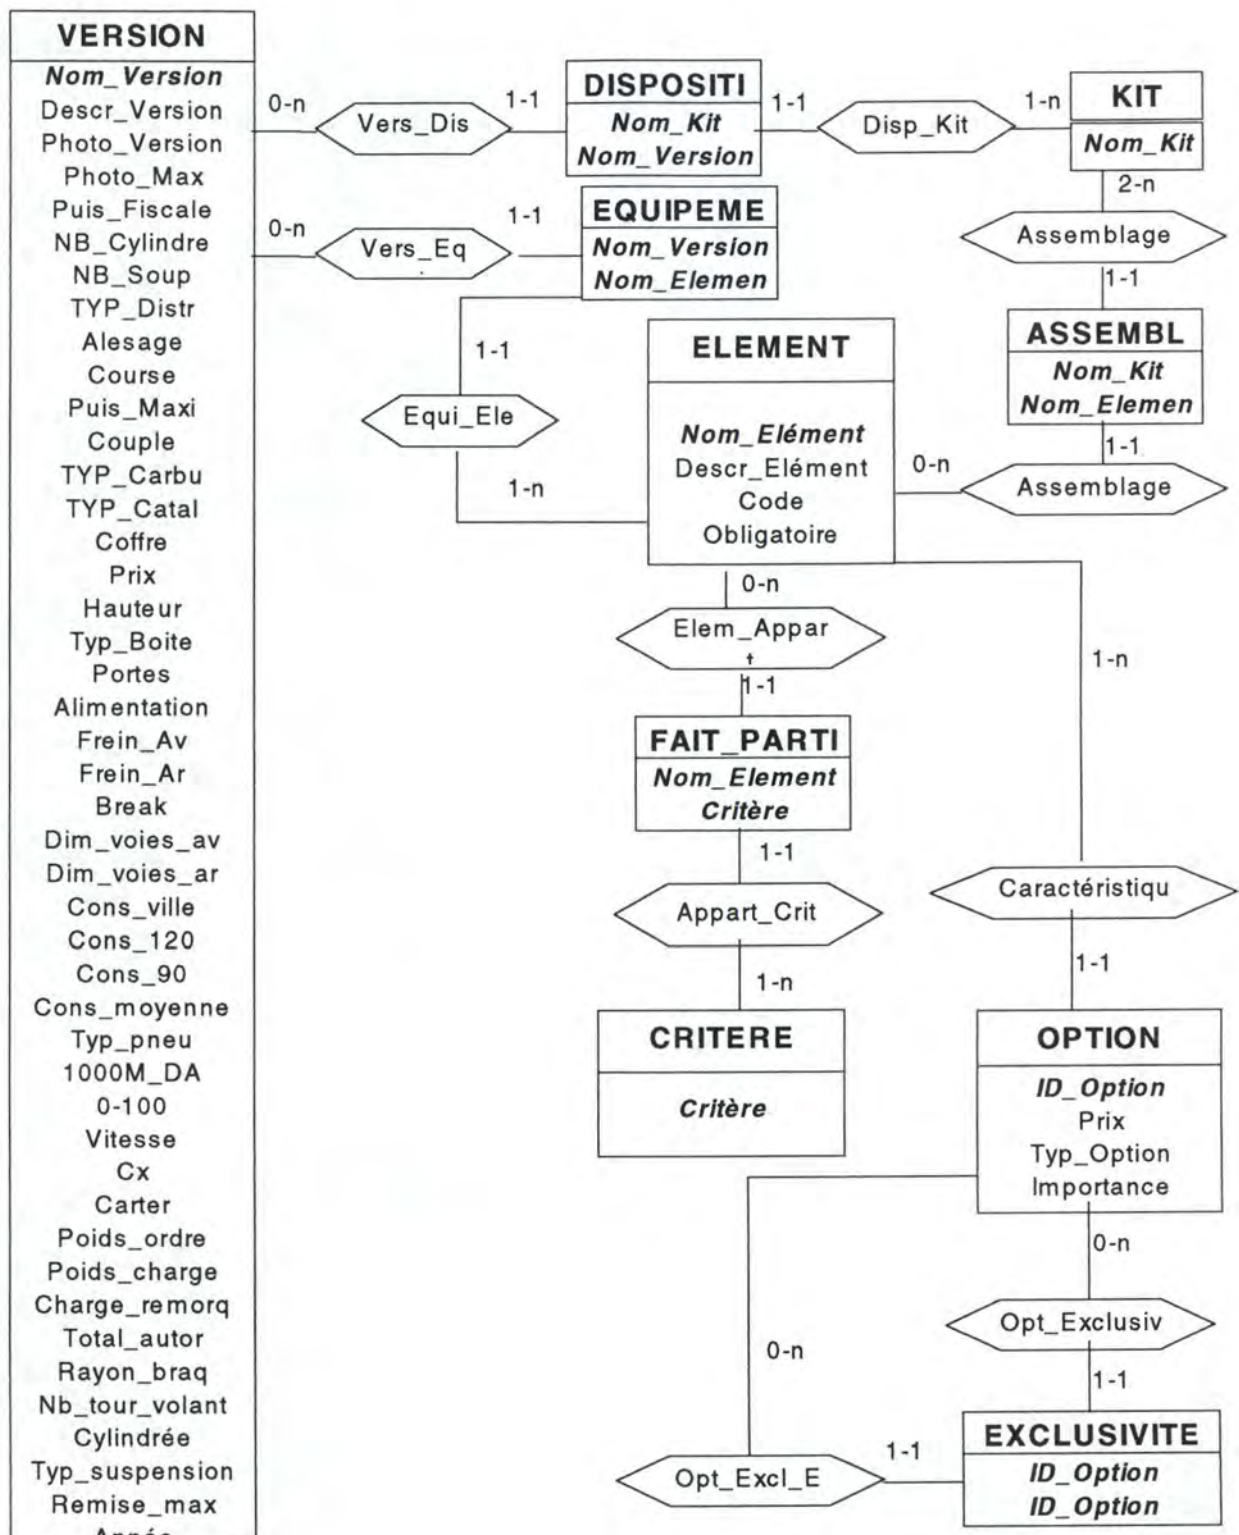 VERSION
Nom_Version
Descr_Version
Photo_Version
Photo_Max
Puis_Fiscale
NB_Cylindre
NB_Soup
TYP_Distr
Alesage
Course
Puis_Maxi
Couple
TYP_Carbu
TYP_Catal
Coffre
Prix
Hauteur
Typ_Boite
Portes
Alimentation
Frein_Av
Frein_Ar
Break
Dim_voies_av
Dim_voies_ar
Cons_ville
Cons_120
Cons_90
Cons_moyenne
Typ_pneu
1000M_DA
0-100
Vitesse
Cx
Carter
Poids_ordre
Poids_charge
Charge_remorq
Total_autor
Rayon_braq
Nb_tour_volant
Cylindrée
Typ_suspension
Remise_max
Année
0-n
Vers_Dis
1-1
DISPOSITI
Nom_Kit
Nom_Version
1-1
Disp_Kit
1-n
KIT
Nom_Kit
2-n
Assemblage
1-1
ASSEMBL
Nom_Kit
Nom_Elemen
1-1
Assemblage
0-n
0-n
Vers_Eq
1-1
EQUIPEME
Nom_Version
Nom_Elemen
1-1
Equi_Ele
1-n
ELEMENT
Nom_Elément
Descr_Elément
Code
Obligatoire
0-n
Elem_Appar
t
1-1
FAIT_PARTI
Nom_Element
Critère
1-1
Appart_Crit
1-n
CRITERE
Critère
1-n
Caractéristiqu
1-1
OPTION
ID_Option
Prix
Typ_Option
Importance
0-n
Opt_Exclusiv
1-1
0-n
Opt_Excl_E
1-1
EXCLUSIVITE
ID_Option
ID_Option